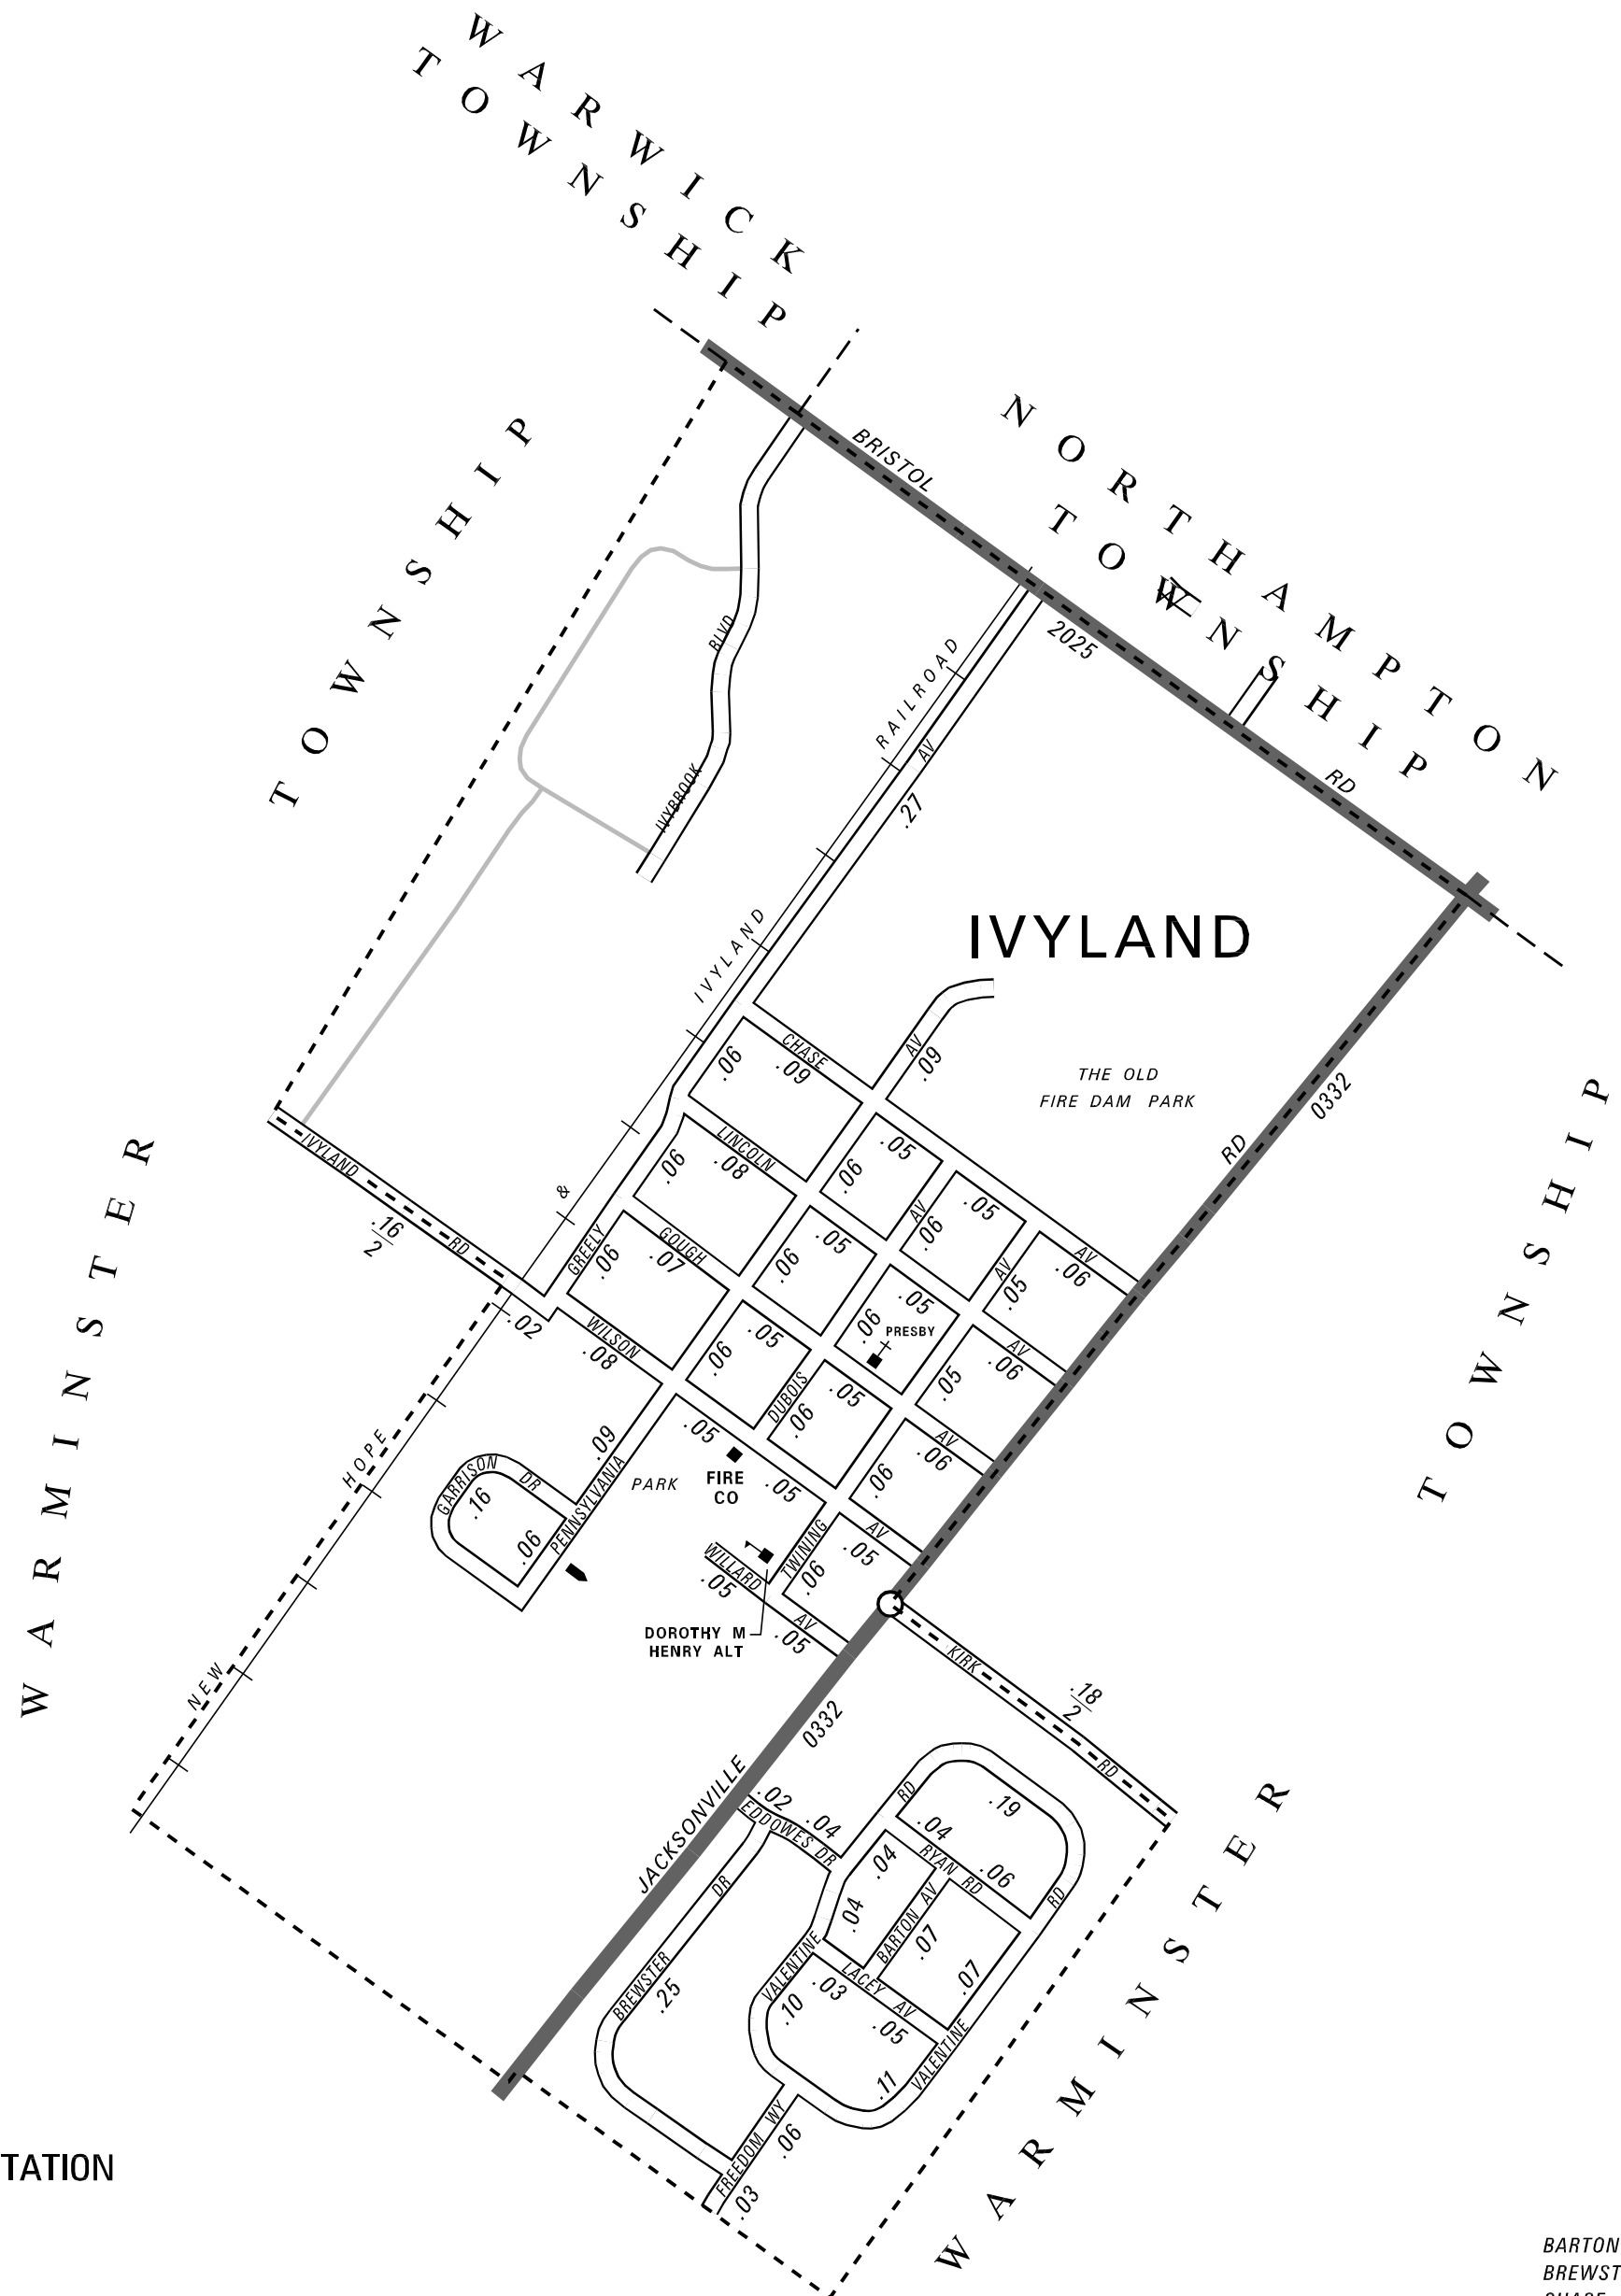 WARWICK
TOWNSHIP
NORTHAMPTON
TOWNSHIP
TOWNSHIP
BRISTOL
2025
RD
BLVD
IVYBROOK
RAILROAD
AV
.27
IVYLAND
IVYLAND
AV
.09
CHASE
.09
.06
THE OLD
FIRE DAM PARK
0332
RD
TOWNSHIP
WARMINSTER
IVYLAND
.16
2
RD
&
LINCOLN
.08
.06
.05
.06
AV
.06
.05
AV
.05
AV
.06
GREELY
.06
GOUGH
.07
.06
.05
.06
.05
PRESBY
.05
AV
.06
.02
WILSON
.08
.06
.05
DUBOIS
.06
.05
.06
AV
.06
HOPE
.09
.05
PARK
FIRE
CO
.05
GARRISON
DR
.16
.06
PENNSYLVANIA
TWINING
.06
AV
.05
WILLARD
.05
AV
.05
DOROTHY M
HENRY ALT
NEW
KIRK
.18
2
RD
0332
JACKSONVILLE
.02
EDDOWES DR
.04
RD
.19
.04
RYAN
RD
.06
.04
.04
BARTON AV
.07
.07
RD
DR
BREWSTER
.25
VALENTINE
.10
LACEY
AV
.03
.05
VALENTINE
.11
FREEDOM WY
.06
.03
WARMINSTER
TATION
BARTON
BREWST